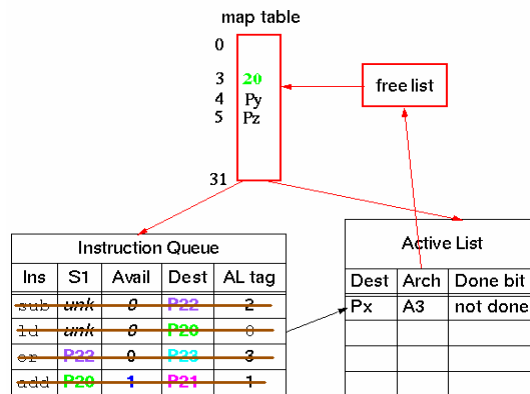 map table
0
3 20
4 Py
5 Pz
31
free list
Instruction Queue
Ins S1 Avail Dest AL tag
sub unk 0 P22 2
ld unk 0 P20 0
or P22 0 P23 3
add P20 1 P21 1
Active List
Dest Arch Done bit
Px A3 not done